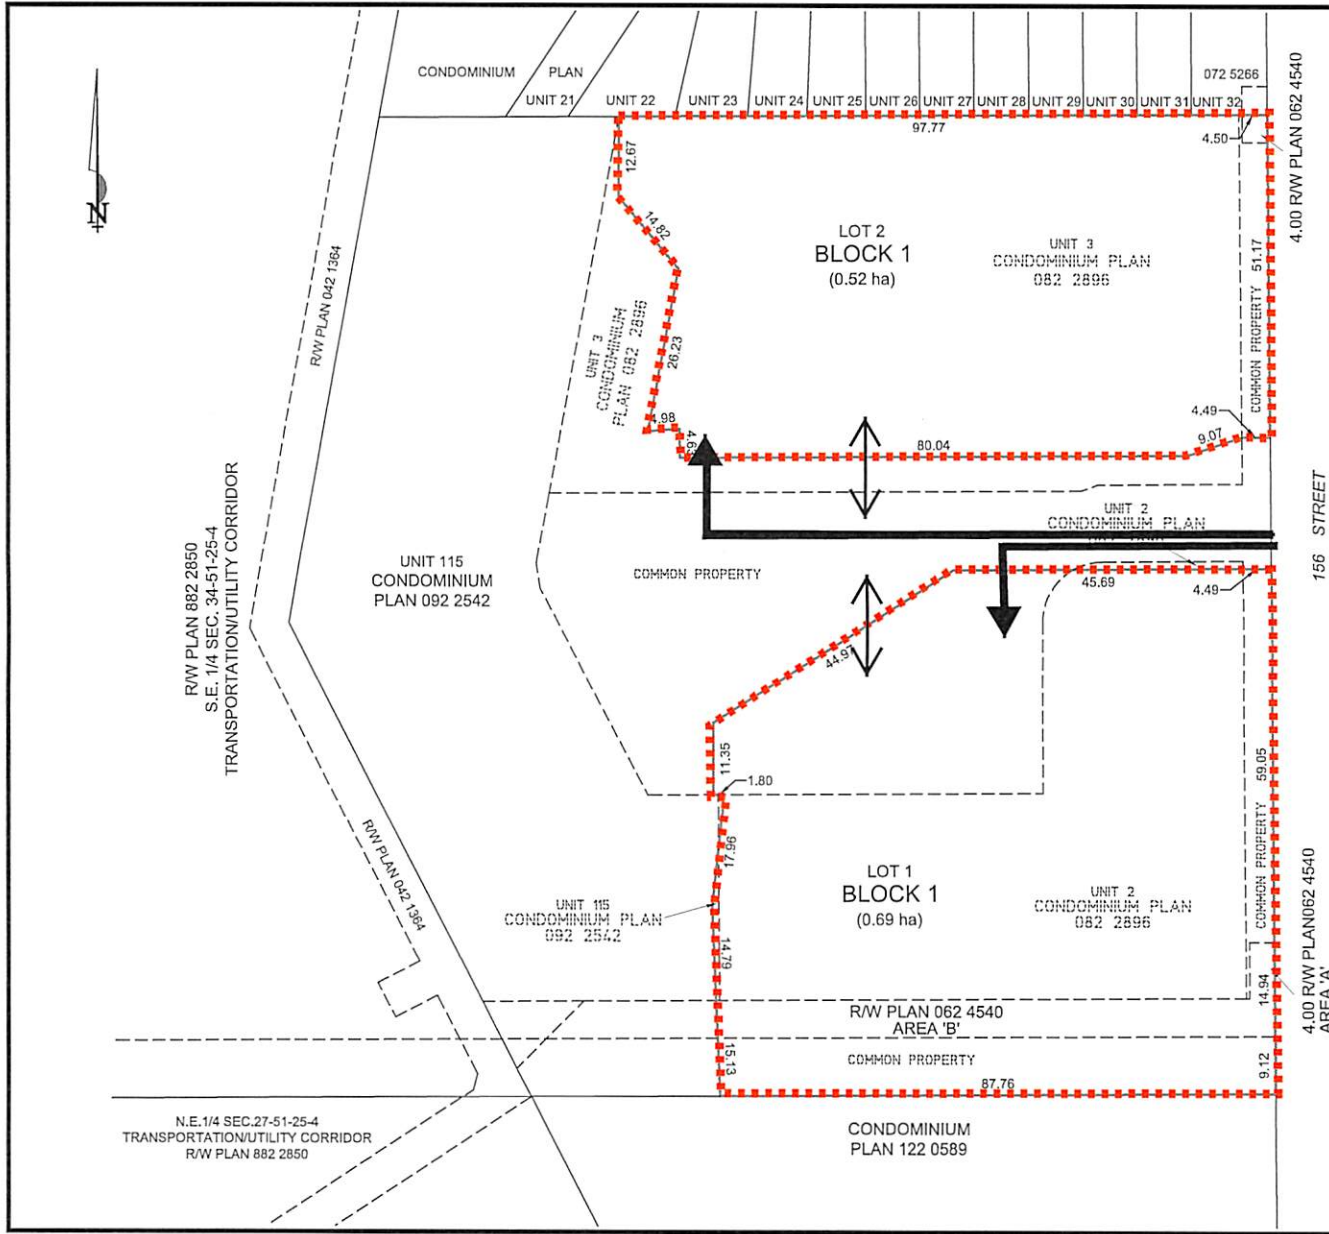 CONDOMINIUM PLAN
072 5266
UNIT 21
UNIT 22
UNIT 23
UNIT 24
UNIT 25
UNIT 26
UNIT 27
UNIT 28
UNIT 29
UNIT 30
UNIT 31
UNIT 32
97.77
4.50
4.00 R/W PLAN 062 4540
N
12.67
14.82
26.23
4.98
4.63
LOT 2
BLOCK 1
(0.52 ha)
UNIT 3
CONDOMINIUM PLAN
082 2896
51.17
COMMON PROPERTY
UNIT 3
CONDOMINIUM
PLAN 082 2896
R/W PLAN 042 1364
4.49
9.07
80.04
R/W PLAN 882 2850
S.E. 1/4 SEC. 34-51-25-4
TRANSPORTATION/UTILITY CORRIDOR
UNIT 115
CONDOMINIUM
PLAN 092 2542
COMMON PROPERTY
UNIT 2
CONDOMINIUM PLAN
156 STREET
45.69
4.49
44.97
11.35
1.80
59.05
COMMON PROPERTY
17.96
LOT 1
BLOCK 1
(0.69 ha)
UNIT 2
CONDOMINIUM PLAN
082 2896
UNIT 115
CONDOMINIUM PLAN
092 2542
R/W PLAN 042 1364
14.79
14.94
4.00 R/W PLAN062 4540
AREA 'A'
R/W PLAN 062 4540
AREA 'B'
COMMON PROPERTY
15.13
9.12
87.76
N.E.1/4 SEC.27-51-25-4
TRANSPORTATION/UTILITY CORRIDOR
R/W PLAN 882 2850
CONDOMINIUM
PLAN 122 0589